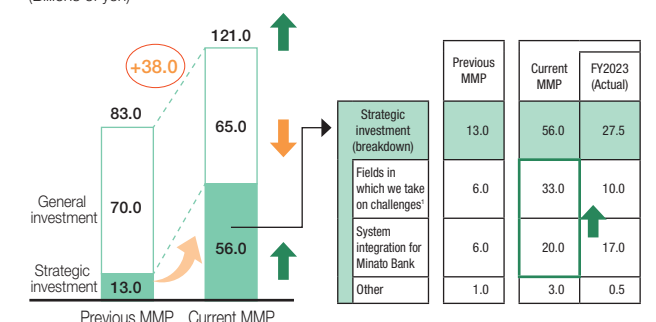 (Billions of yen)
121.0
+38.0
83.0
65.0
General
investment
70.0
56.0
Strategic
investment
13.0
Previous MMP
Current MMP
Previous
MMP
Current
MMP
FY2023
(Actual)
Strategic
investment
(breakdown)
13.0
56.0
27.5
Fields in
which we take
on challenges¹
6.0
33.0
10.0
System
integration for
Minato Bank
6.0
20.0
17.0
Other
1.0
3.0
0.5